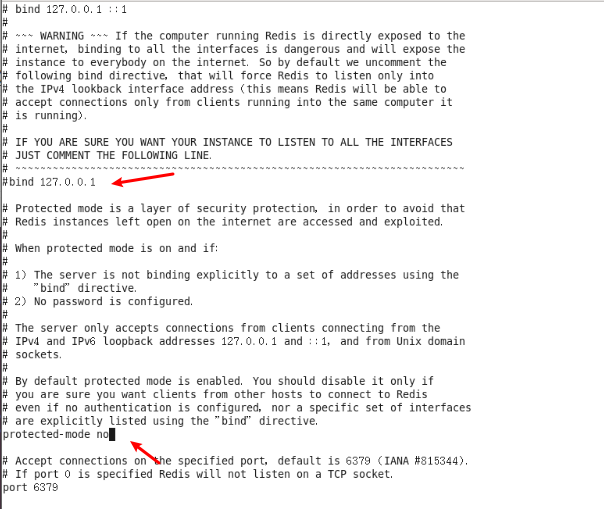 # bind 127.0.0.1 ::1
#
# ~~~ WARNING ~~~ If the computer running Redis is directly exposed to the
# internet, binding to all the interfaces is dangerous and will expose the
# instance to everybody on the internet. So by default we uncomment the
# following bind directive, that will force Redis to listen only into
# the IPv4 lookback interface address (this means Redis will be able to
# accept connections only from clients running into the same computer it
# is running).
#
# IF YOU ARE SURE YOU WANT YOUR INSTANCE TO LISTEN TO ALL THE INTERFACES
# JUST COMMENT THE FOLLOWING LINE.
# ~~~~~~~~~~~~~~~~~~~~~~~~~~~~~~~~~~~~~~~~~~~~~~~~~~~~~~~~~~~~~~~~~~~~~~~~
#bind 127.0.0.1
# Protected mode is a layer of security protection, in order to avoid that
# Redis instances left open on the internet are accessed and exploited.
#
# When protected mode is on and if:
#
# 1) The server is not binding explicitly to a set of addresses using the
#    "bind" directive.
# 2) No password is configured.
#
# The server only accepts connections from clients connecting from the
# IPv4 and IPv6 loopback addresses 127.0.0.1 and ::1, and from Unix domain
# sockets.
#
# By default protected mode is enabled. You should disable it only if
# you are sure you want clients from other hosts to connect to Redis
# even if no authentication is configured, nor a specific set of interfaces
# are explicitly listed using the "bind" directive.
protected-mode no
# Accept connections on the specified port, default is 6379 (IANA #815344).
# If port 0 is specified Redis will not listen on a TCP socket.
port 6379